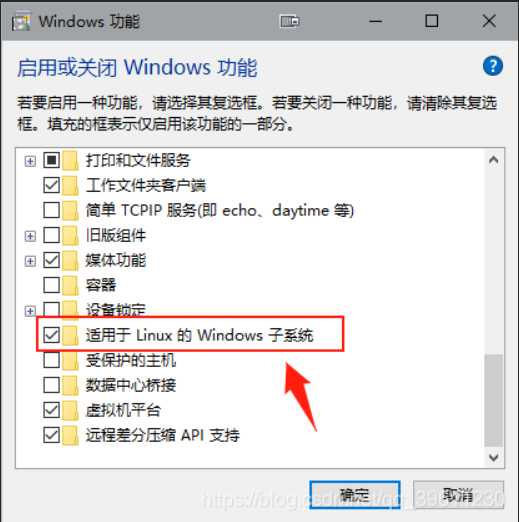 Windows 功能
启用或关闭 Windows 功能
若要启用一种功能，请选择其复选框。若要关闭一种功能，请清除其复选
框。填充的框表示仅启用该功能的一部分。
打印和文件服务
工作文件夹客户端
简单 TCPIP 服务(即 echo、daytime 等)
旧版组件
媒体功能
容器
设备锁定
适用于 Linux 的 Windows 子系统
受保护的主机
数据中心桥接
虚拟机平台
远程差分压缩 API 支持
确定
取消